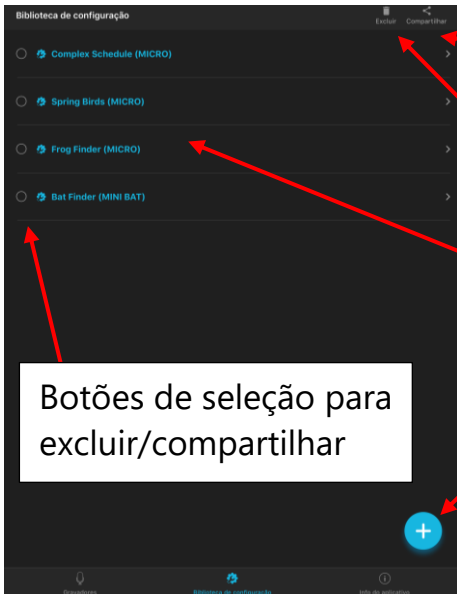 Biblioteca de configuração
Excluir
Compartilhar
Complex Schedule (MICRO)
Spring Birds (MICRO)
Frog Finder (MICRO)
Bat Finder (MINI BAT)
Botões de seleção para
excluir/compartilhar
Gravadores
Biblioteca de configuração
Info do aplicativo